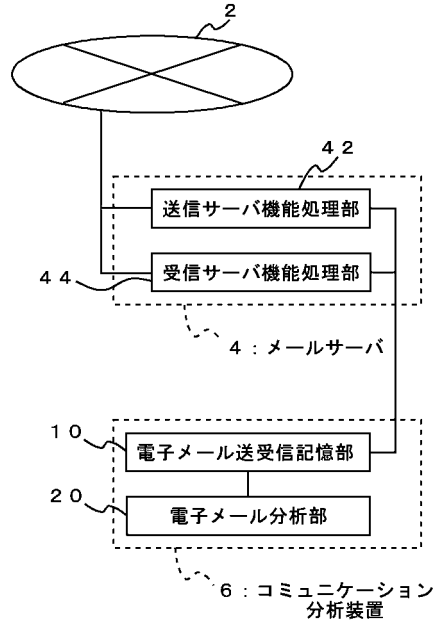 2
42
送信サーバ機能処理部
受信サーバ機能処理部
44
4：メールサーバ
10
電子メール送受信記憶部
20
電子メール分析部
6：コミュニケーション
分析装置